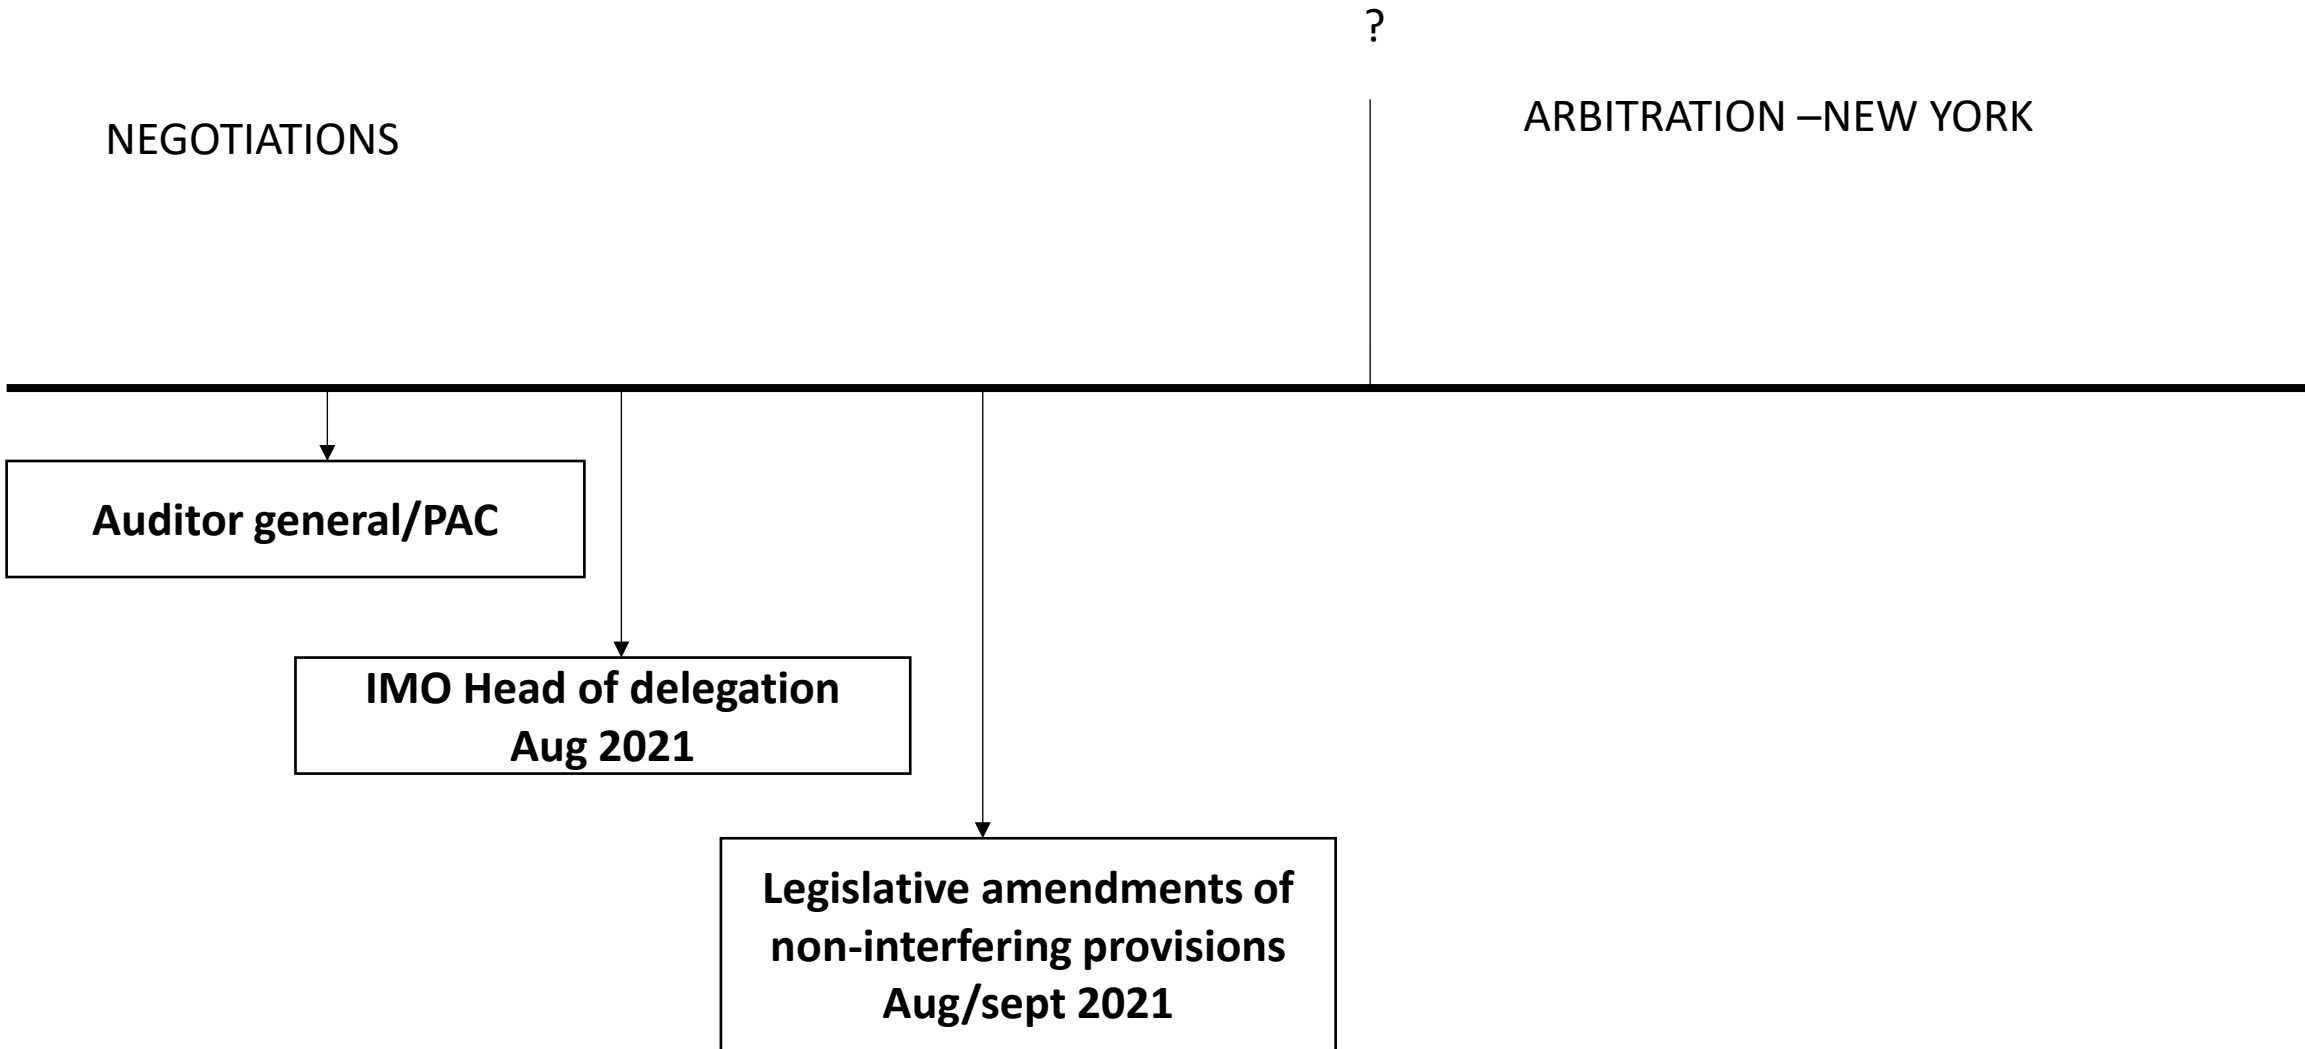 ?
NEGOTIATIONS
ARBITRATION –NEW YORK
Auditor general/PAC
IMO Head of delegation
Aug 2021
Legislative amendments of
non-interfering provisions
Aug/sept 2021